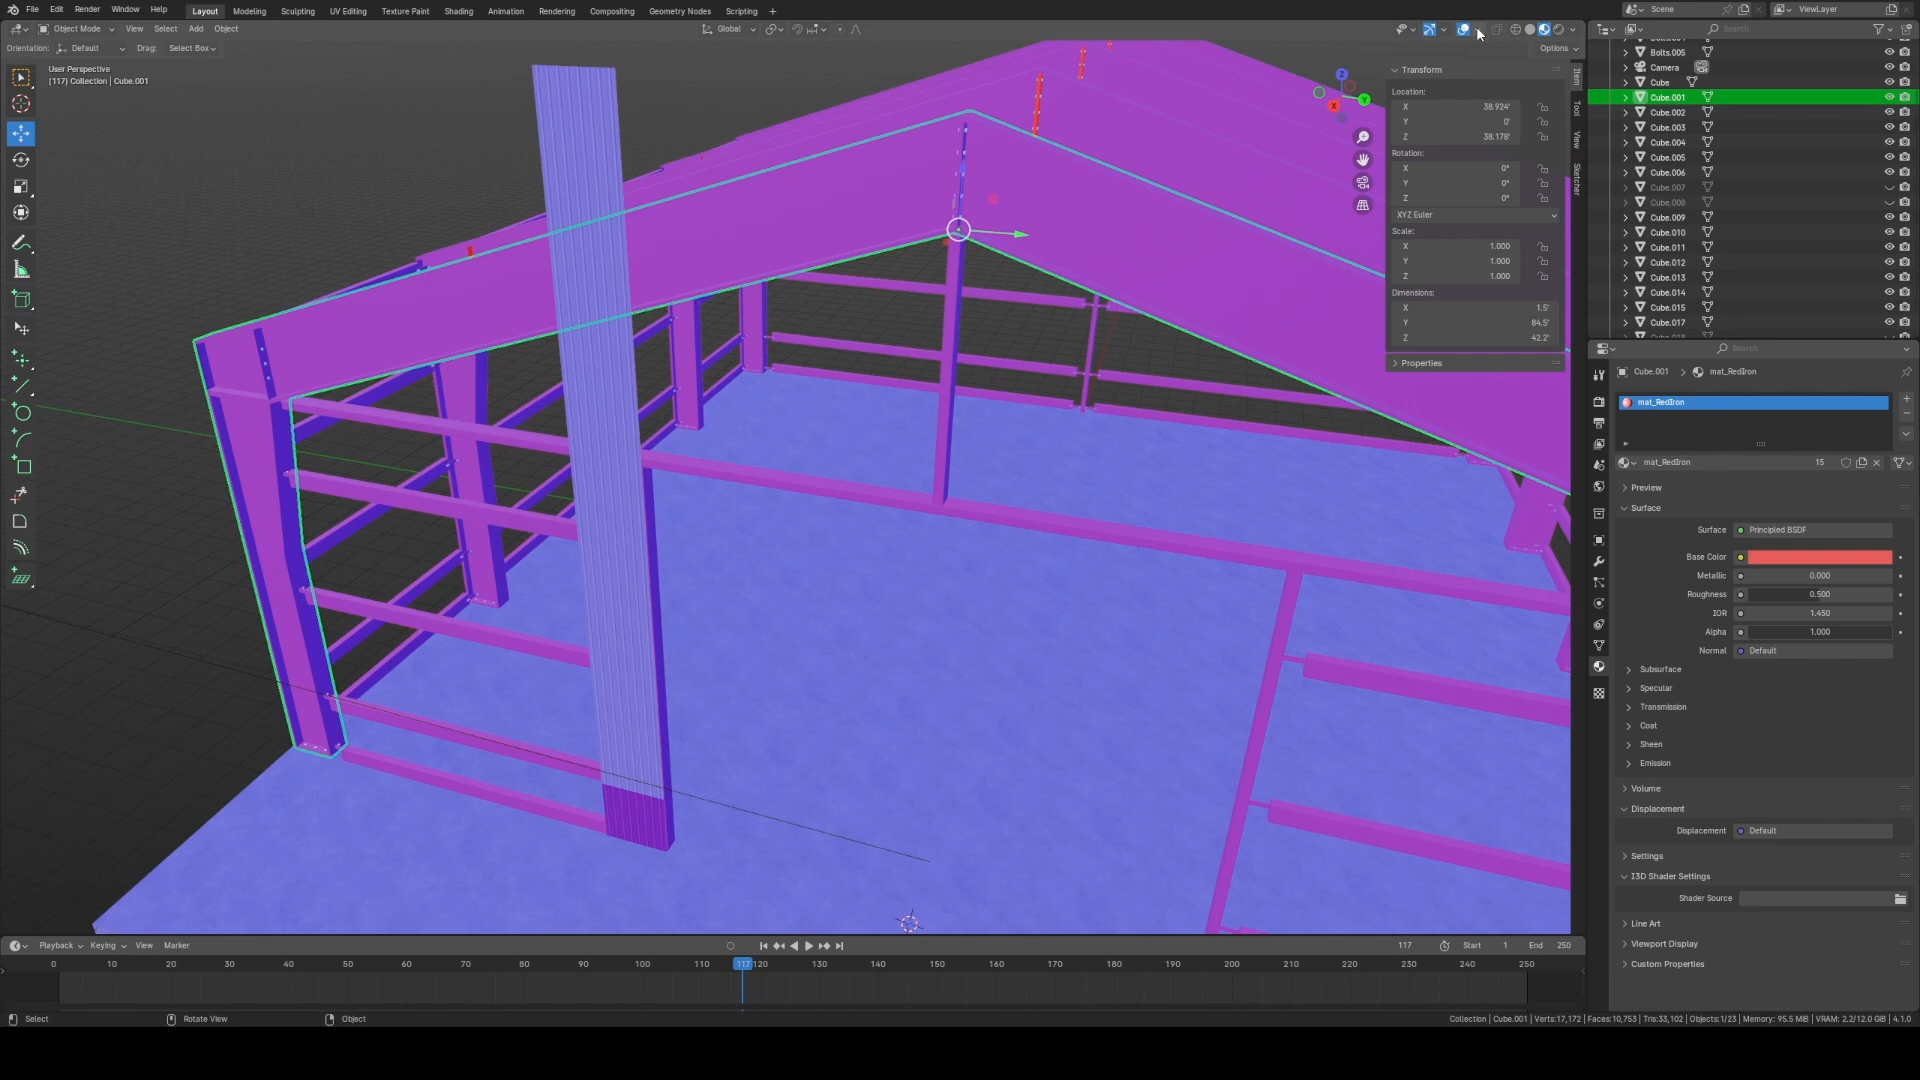 File Edit Render Window Help Layout Modeling Sculpting UV Editing Texture Paint Shading Animation Rendering Compositing Geometry Nodes Scripting + Scene ViewLayer
Object Mode View Select Add Object Global Search
Orientation: Default Drag: Select Box Options
User Perspective
(117) Collection | Cube.001
Transform
Location:
X 38.924'
Y 0'
Z 38.178'
Rotation:
X 0°
Y 0°
Z 0°
XYZ Euler
Scale:
X 1.000
Y 1.000
Z 1.000
Dimensions:
X 1.5'
Y 84.5'
Z 42.2'
Properties
Item
Tool
View
Sketcher
Z
Y
X
Bolts.005
Camera
Cube
Cube.001
Cube.002
Cube.003
Cube.004
Cube.005
Cube.006
Cube.007
Cube.008
Cube.009
Cube.010
Cube.011
Cube.012
Cube.013
Cube.014
Cube.015
Cube.017
Search
Cube.001 > mat_RedIron
mat_RedIron
mat_RedIron 15
Preview
Surface
Surface Principled BSDF
Base Color
Metallic 0.000
Roughness 0.500
IOR 1.450
Alpha 1.000
Normal Default
Subsurface
Specular
Transmission
Coat
Sheen
Emission
Volume
Displacement
Displacement Default
Settings
I3D Shader Settings
Shader Source
Line Art
Viewport Display
Custom Properties
Playback Keying View Marker 117 Start 1 End 250
0 10 20 30 40 50 60 70 80 90 100 110 117 120 130 140 150 160 170 180 190 200 210 220 230 240 250
Select Rotate View Object Collection | Cube.001 | Verts:17,172 | Faces:10,753 | Tris:33,102 | Objects:1/23 | Memory: 95.5 MiB | VRAM: 2.2/12.0 GiB | 4.1.0